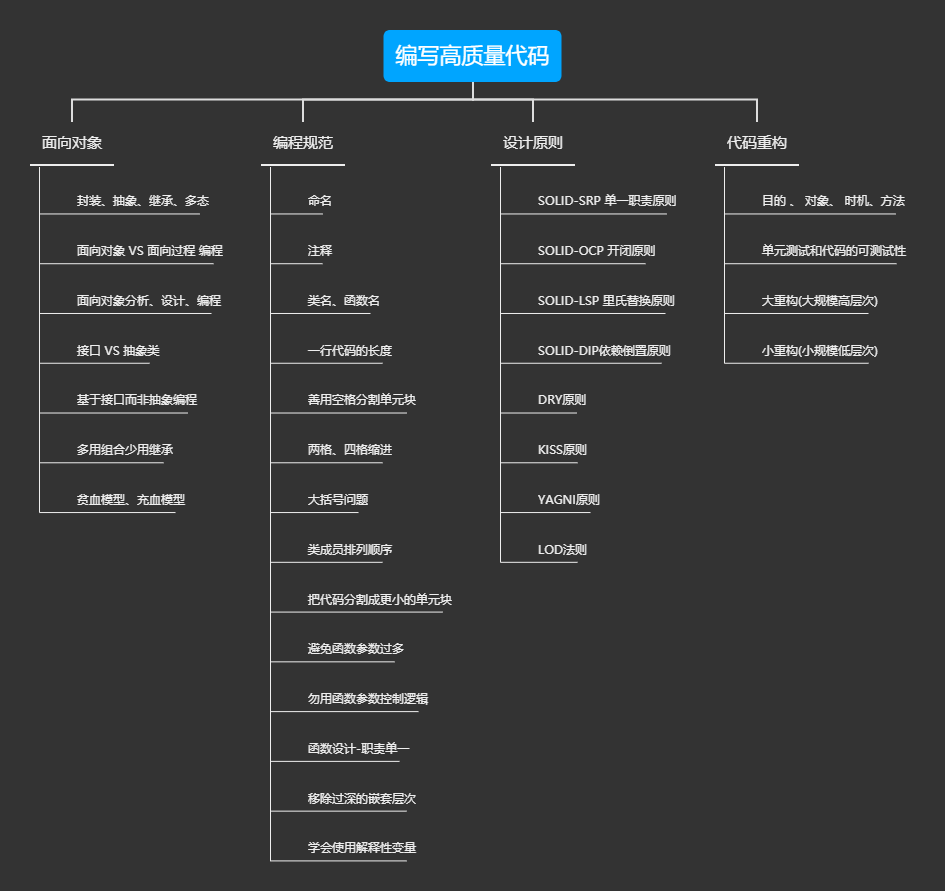 编写高质量代码
面向对象
封装、抽象、继承、多态
面向对象 VS 面向过程 编程
面向对象分析、设计、编程
接口 VS 抽象类
基于接口而非抽象编程
多用组合少用继承
贫血模型、充血模型
编程规范
命名
注释
类名、函数名
一行代码的长度
善用空格分割单元块
两格、四格缩进
大括号问题
类成员排列顺序
把代码分割成更小的单元块
避免函数参数过多
勿用函数参数控制逻辑
函数设计-职责单一
移除过深的嵌套层次
学会使用解释性变量
设计原则
SOLID-SRP 单一职责原则
SOLID-OCP 开闭原则
SOLID-LSP 里氏替换原则
SOLID-DIP依赖倒置原则
DRY原则
KISS原则
YAGNI原则
LOD法则
代码重构
目的 、 对象、 时机、方法
单元测试和代码的可测试性
大重构(大规模高层次)
小重构(小规模低层次)